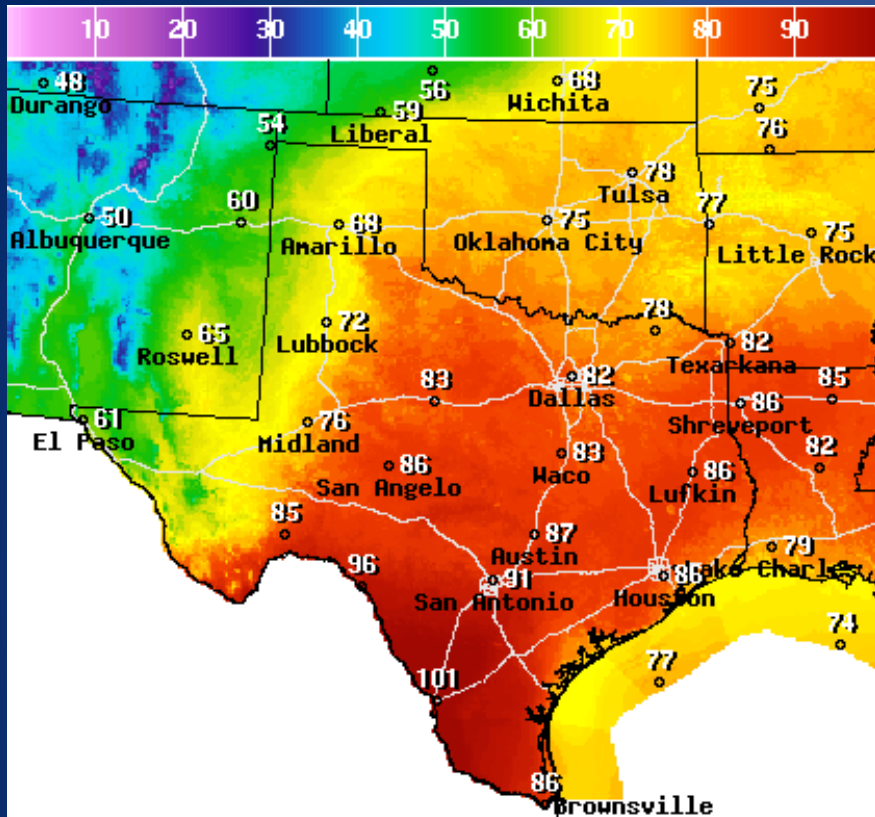 10 20 30 40 50 60 70 80 90
48
Durango
56
68
Wichita
75
59
Liberal
54
76
78
Tulsa
50
Albuquerque
60
68
Amarillo
75
Oklahoma City
77
75
Little Rock
65
Roswell
72
Lubbock
78
82
Texarkana
82
Dallas
83
86
Shreveport
85
61
El Paso
76
Midland
86
San Angelo
83
Waco
86
Lufkin
82
85
87
Austin
79
Lake Charles
96
91
San Antonio
86
Houston
74
77
101
86
Brownsville